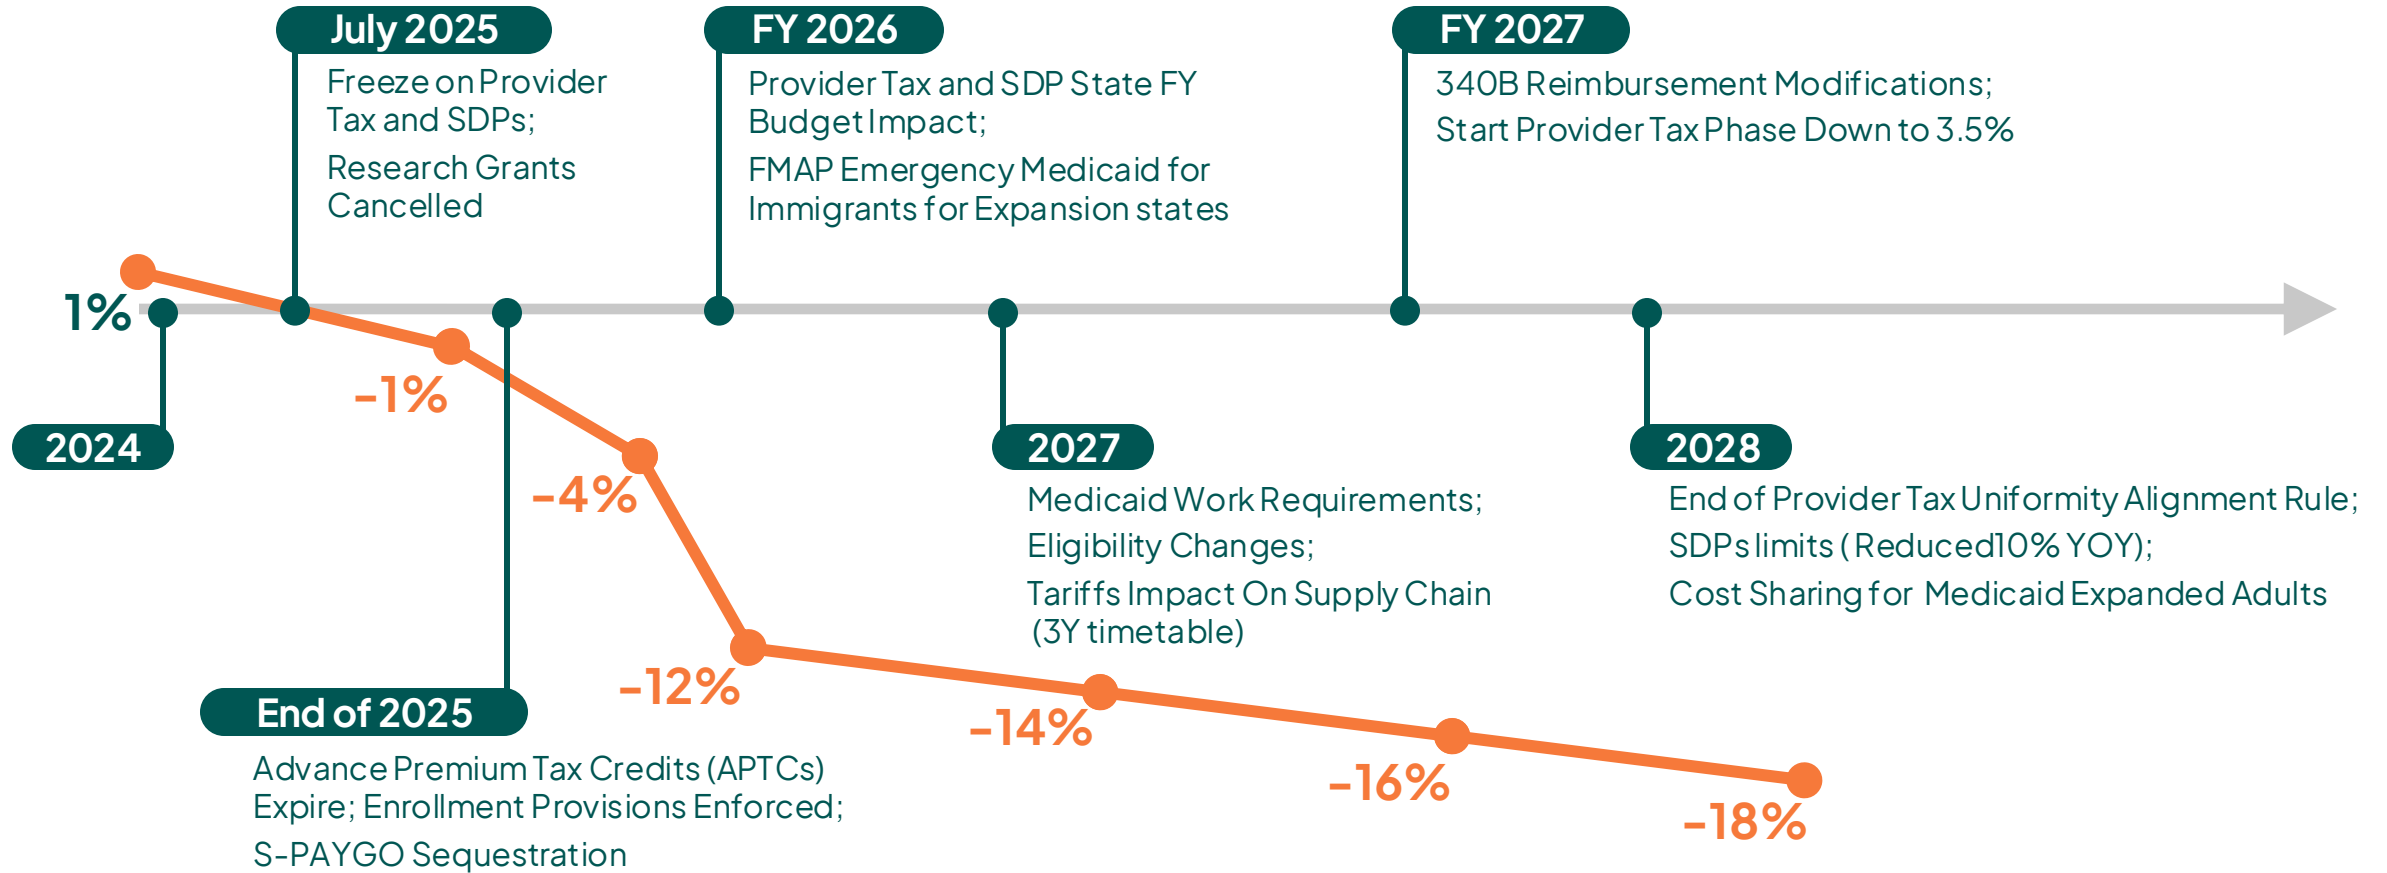 July 2025
Freeze on Provider
Tax and SDPs;
Research Grants
Cancelled
FY 2026
Provider Tax and SDP State FY
Budget Impact;
FMAP Emergency Medicaid for
Immigrants for Expansion states
FY 2027
340B Reimbursement Modifications;
Start Provider Tax Phase Down to 3.5%
1%
-1%
-4%
-12%
-14%
-16%
-18%
2024
End of 2025
Advance Premium Tax Credits (APTCs)
Expire; Enrollment Provisions Enforced;
S-PAYGO Sequestration
2027
Medicaid Work Requirements;
Eligibility Changes;
Tariffs Impact On Supply Chain
(3Y timetable)
2028
End of Provider Tax Uniformity Alignment Rule;
SDPs limits (Reduced10% YOY);
Cost Sharing for Medicaid Expanded Adults